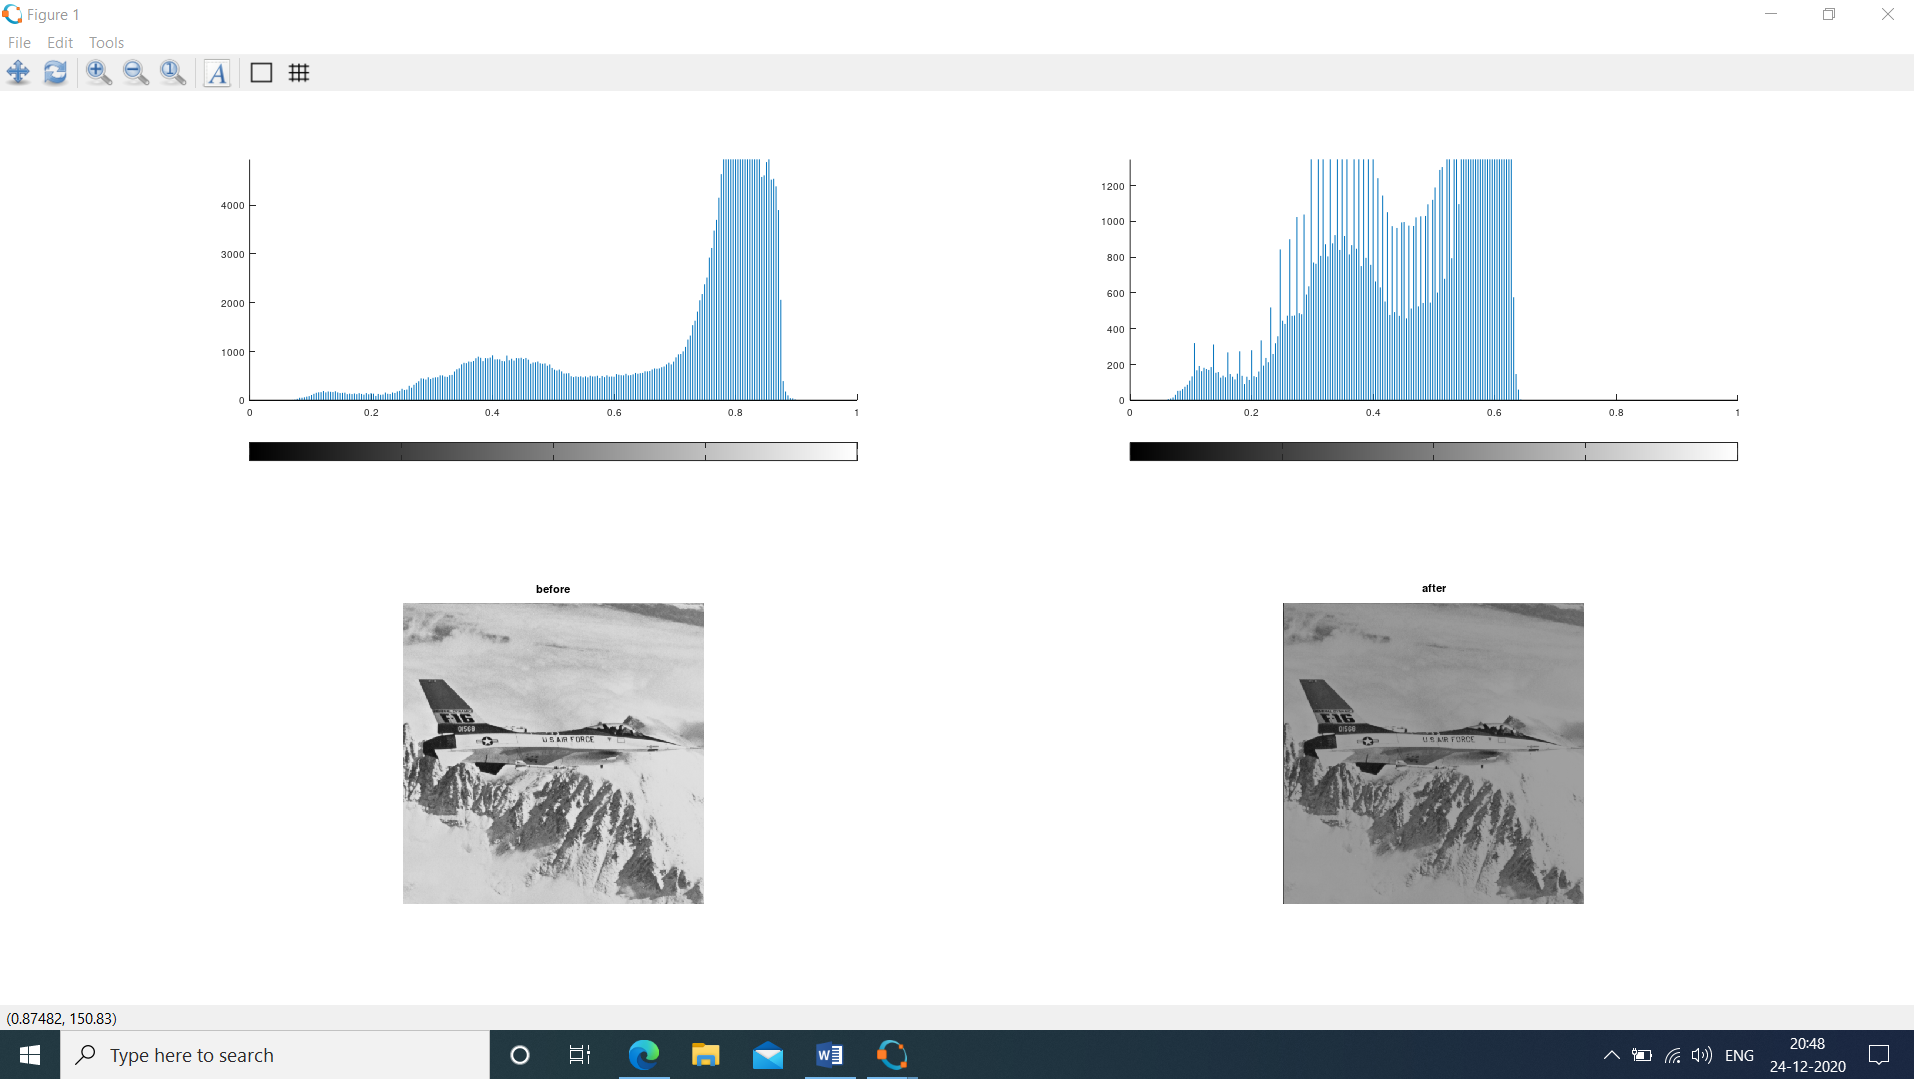 Figure 1
File Edit Tools
4000
3000
2000
1000
0
0 0.2 0.4 0.6 0.8 1
1200
1000
800
600
400
200
0
0 0.2 0.4 0.6 0.8 1
before
F-16
01568
U.S. AIR FORCE
after
F-16
01568
U.S. AIR FORCE
(0.87482, 150.83)
Type here to search
ENG
20:48
24-12-2020